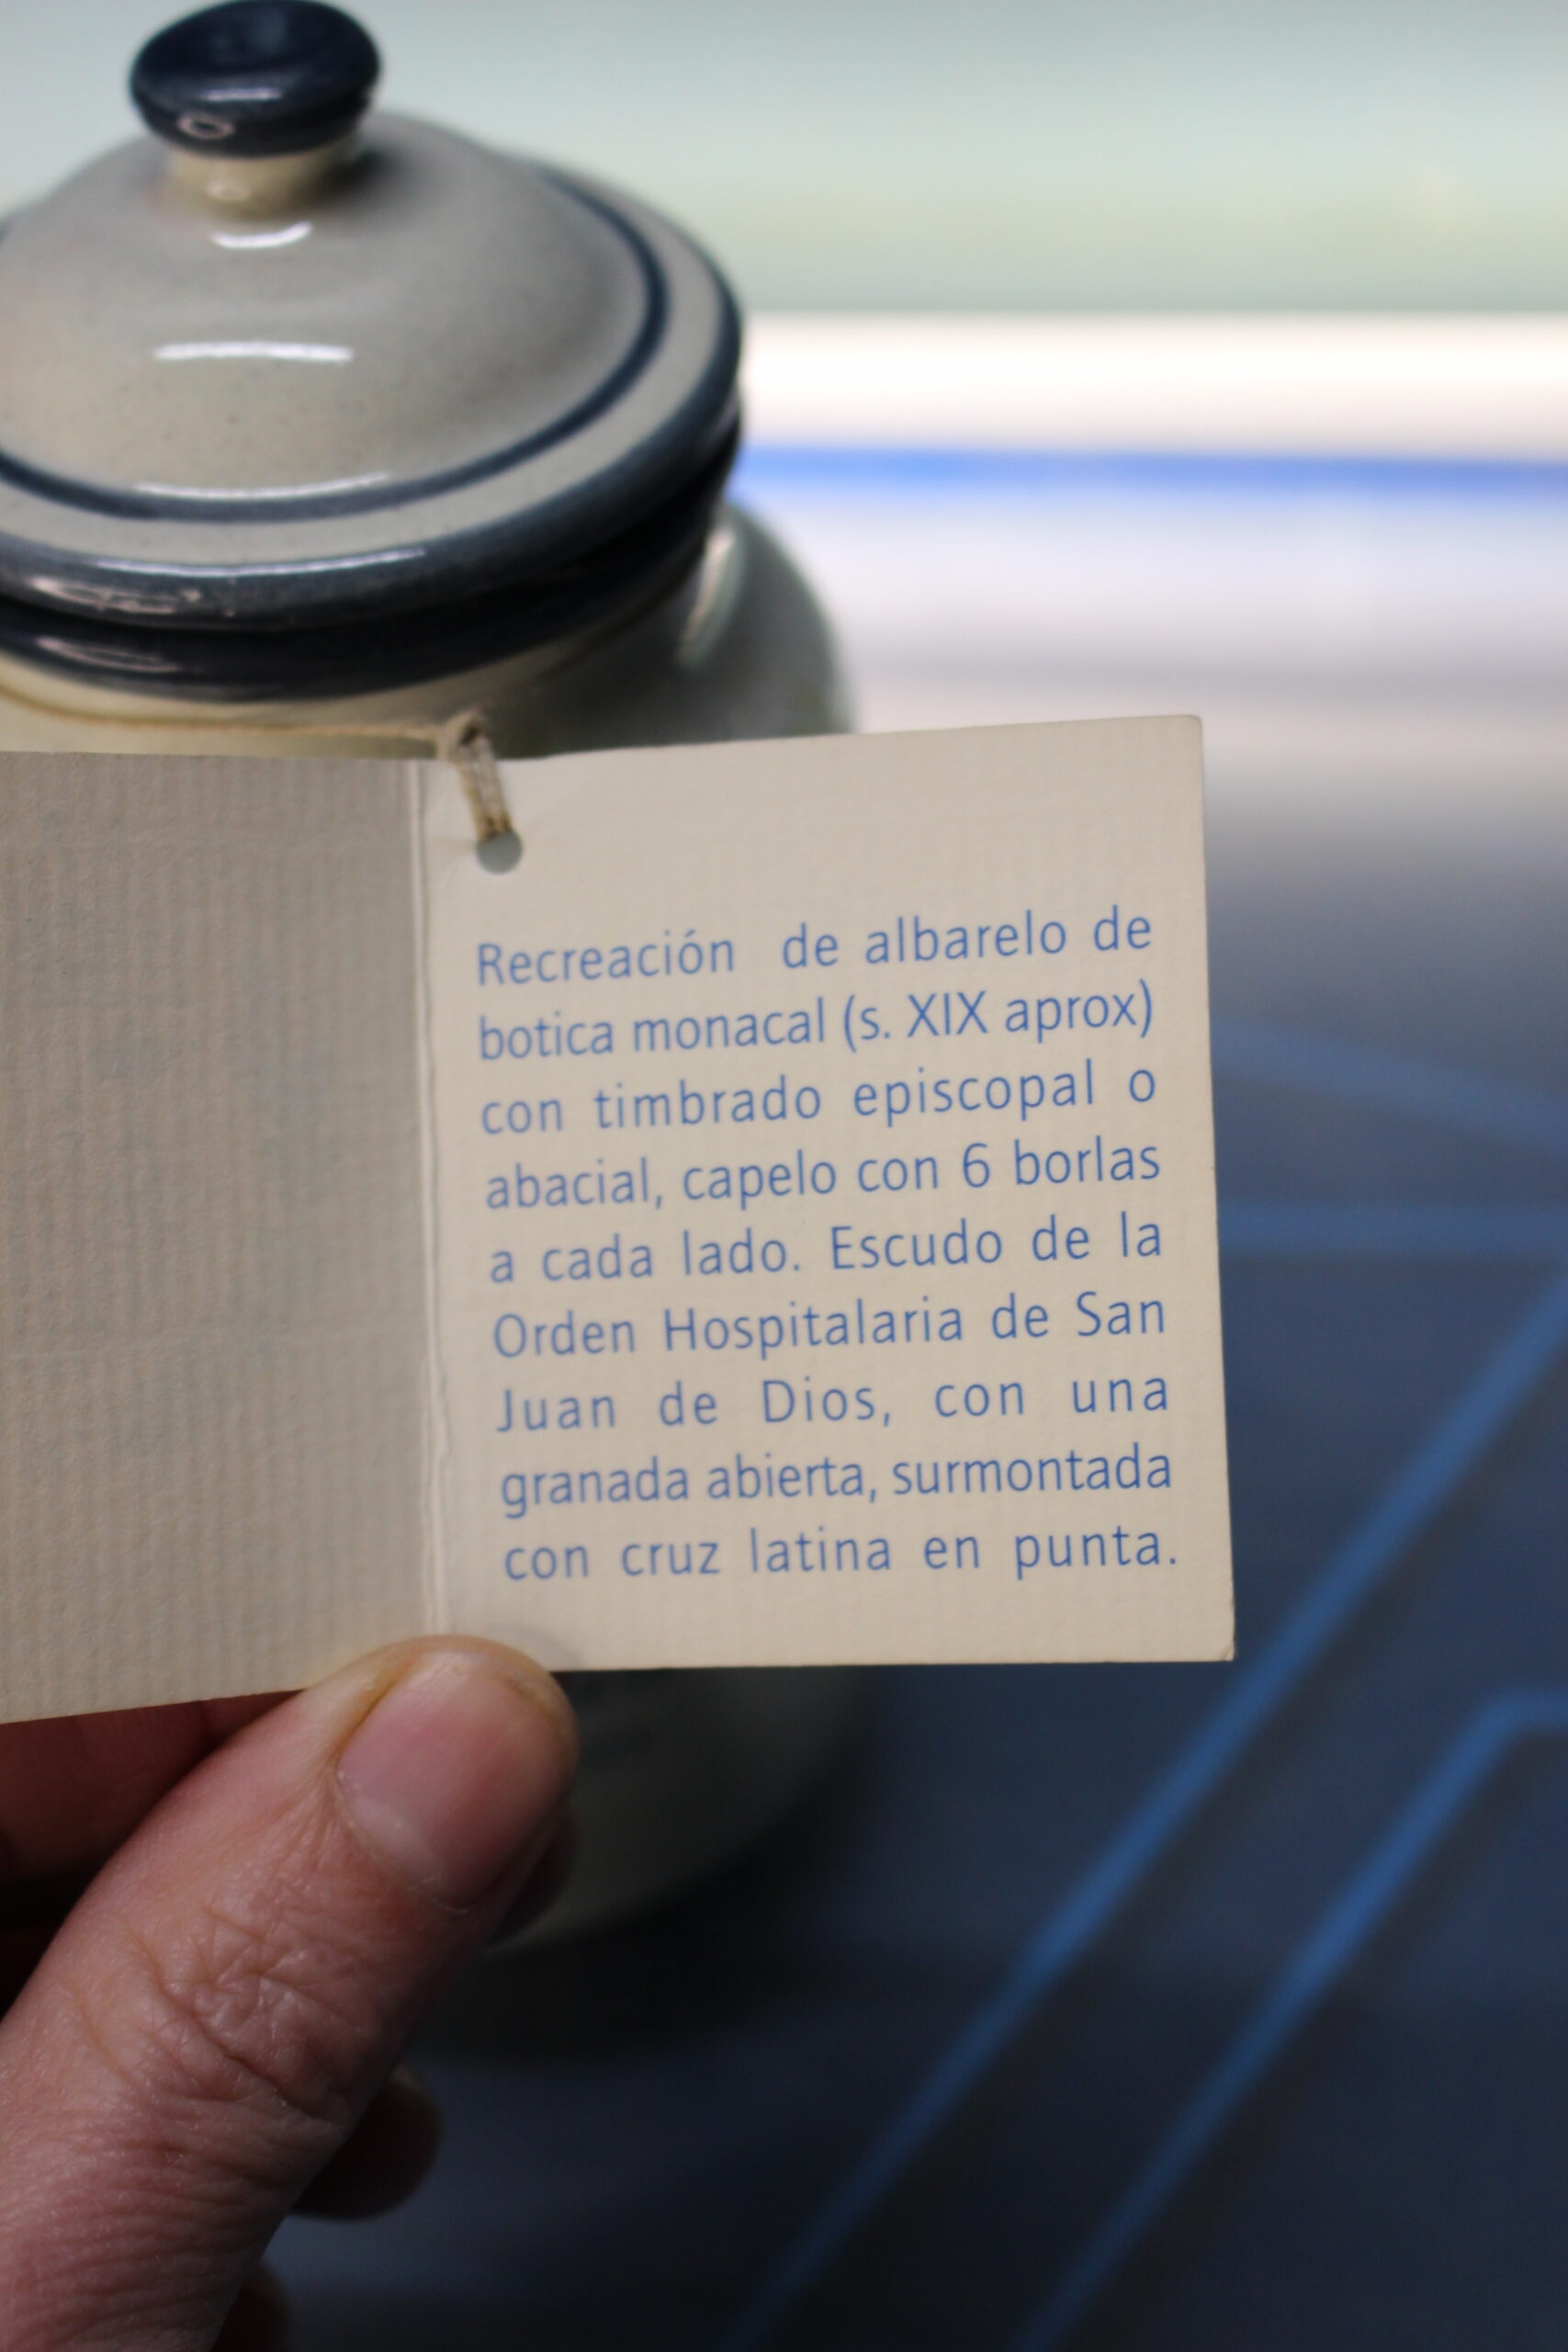 Recreación de albarelo de
botica monacal (s. XIX aprox)
con timbrado episcopal o
abacial, capelo con 6 borlas
a cada lado. Escudo de la
Orden Hospitalaria de San
Juan de Dios, con una
granada abierta, surmontada
con cruz latina en punta.